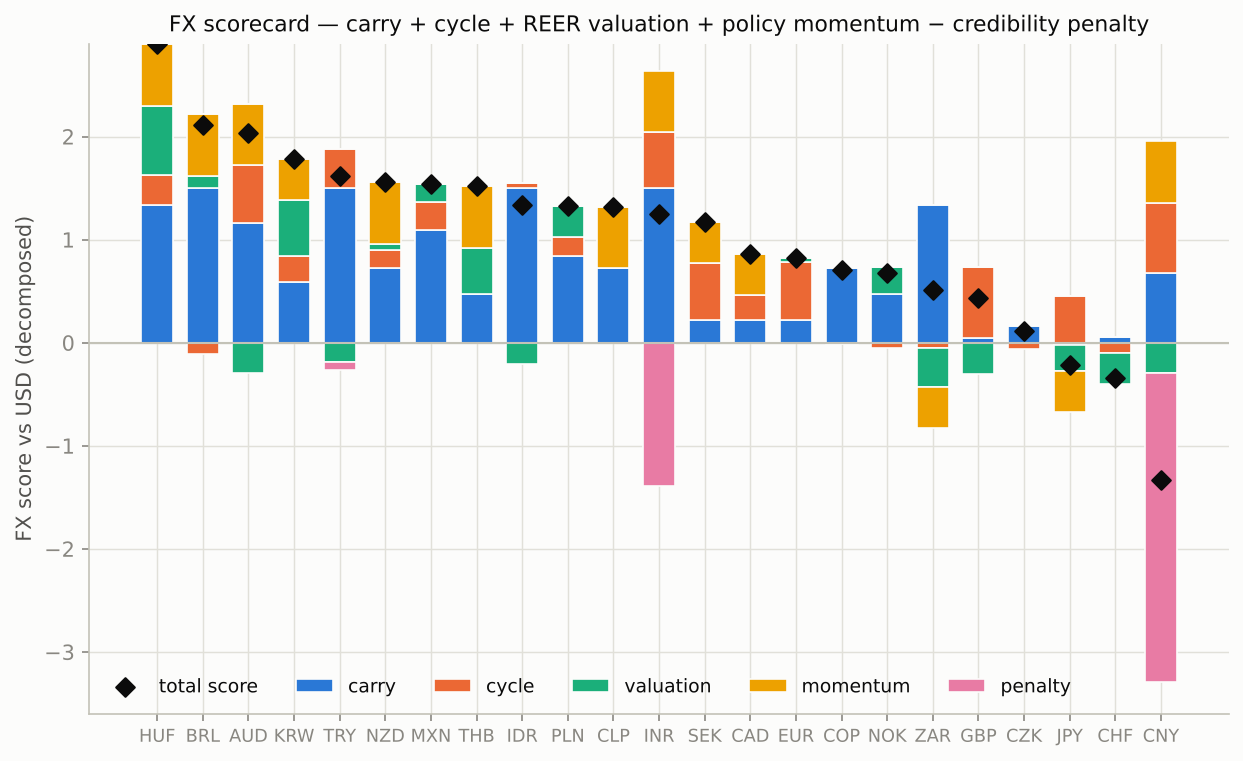 FX scorecard — carry + cycle + REER valuation + policy momentum − credibility penalty
FX score vs USD (decomposed)
2
1
0
−1
−2
−3
total score carry cycle valuation momentum penalty
HUF BRL AUD KRW TRY NZD MXN THB IDR PLN CLP INR SEK CAD EUR COP NOK ZAR GBP CZK JPY CHF CNY